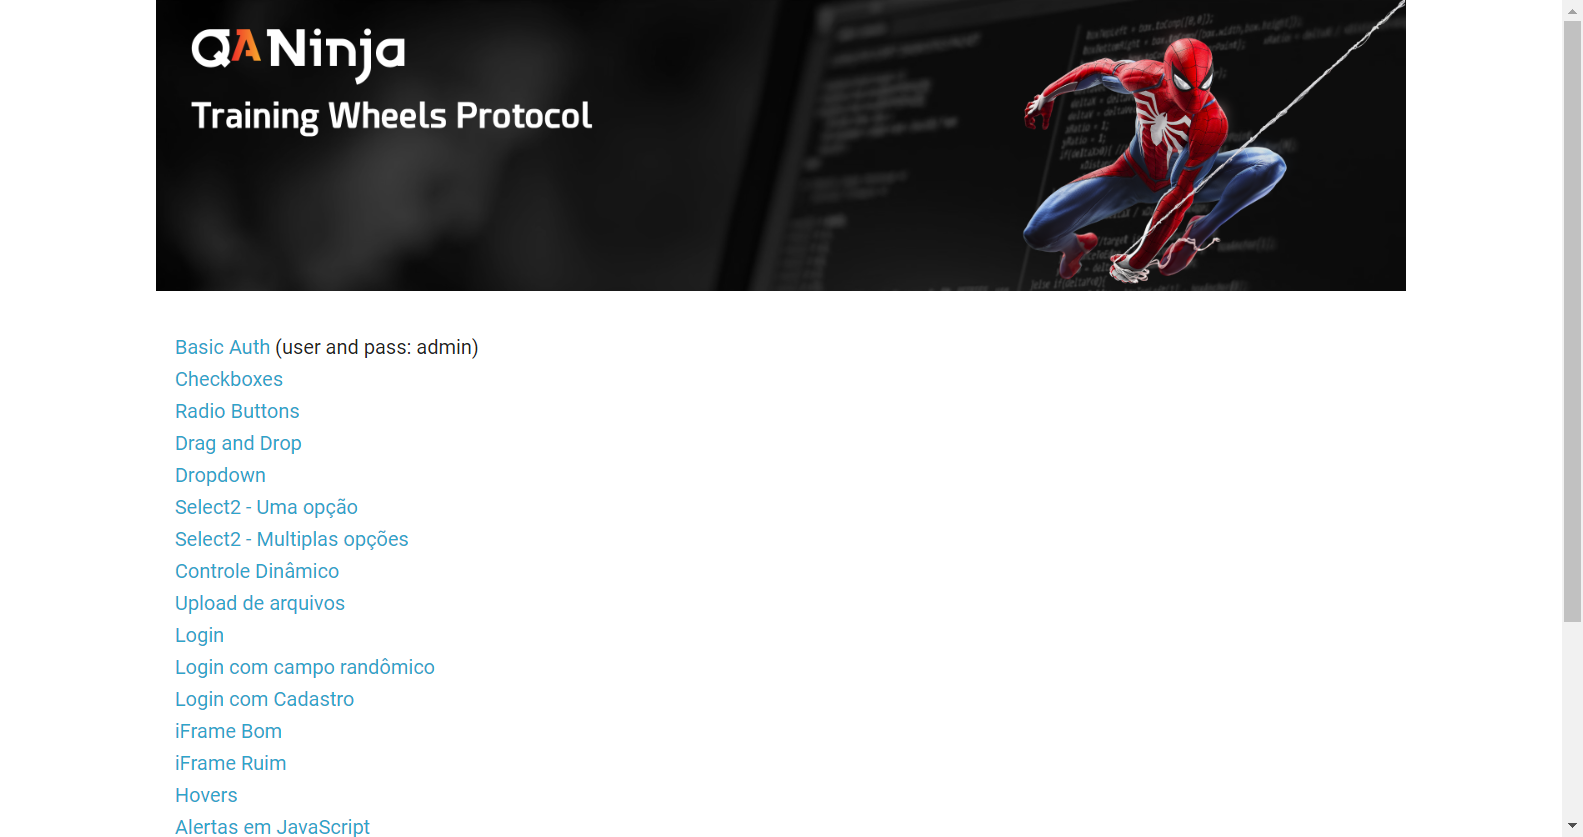 QANinja
Training Wheels Protocol
Basic Auth (user and pass: admin)
Checkboxes
Radio Buttons
Drag and Drop
Dropdown
Select2 - Uma opção
Select2 - Multiplas opções
Controle Dinâmico
Upload de arquivos
Login
Login com campo randômico
Login com Cadastro
iFrame Bom
iFrame Ruim
Hovers
Alertas em JavaScript